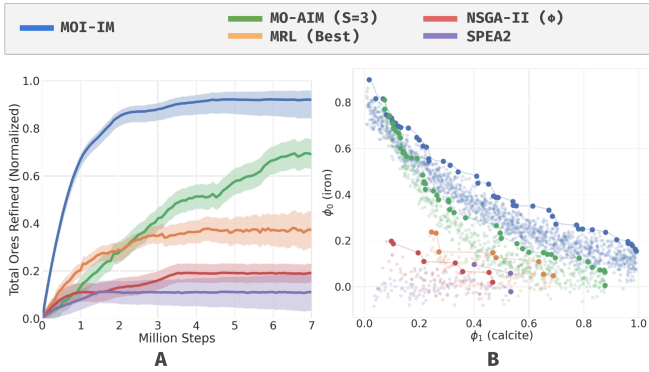 MOI-IM
MO-AIM (S=3)
MRL (Best)
NSGA-II (ϕ)
SPEA2
Total Ores Refined (Normalized)
1.0
0.8
0.6
0.4
0.2
0.0
0 1 2 3 4 5 6 7
Million Steps
A
ϕ0 (iron)
0.8
0.6
0.4
0.2
0.0
0.0 0.2 0.4 0.6 0.8 1.0
ϕ1 (calcite)
B